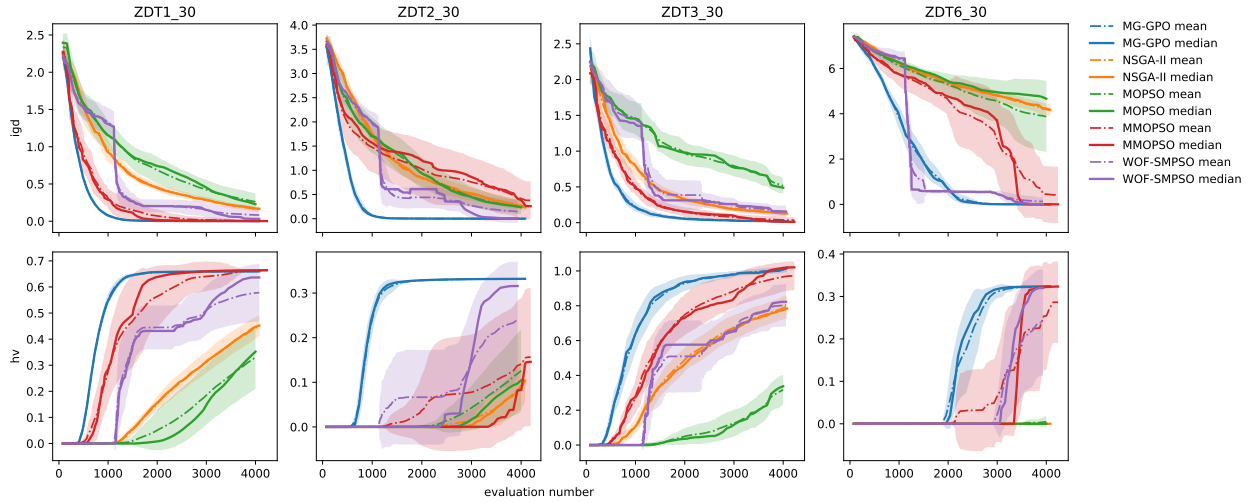 ZDT1_30
ZDT2_30
ZDT3_30
ZDT6_30
igd
2.5
2.0
1.5
1.0
0.5
0.0
4.0
3.5
3.0
2.5
2.0
1.5
1.0
0.5
0.0
2.5
2.0
1.5
1.0
0.5
0.0
6
4
2
0
MG-GPO mean
MG-GPO median
NSGA-II mean
NSGA-II median
MOPSO mean
MOPSO median
MMOPSO mean
MMOPSO median
WOF-SMPSO mean
WOF-SMPSO median
hv
0.7
0.6
0.5
0.4
0.3
0.2
0.1
0.0
0.3
0.2
0.1
0.0
1.0
0.8
0.6
0.4
0.2
0.0
0.4
0.3
0.2
0.1
0.0
0 1000 2000 3000 4000
0 1000 2000 3000 4000
0 1000 2000 3000 4000
0 1000 2000 3000 4000
evaluation number